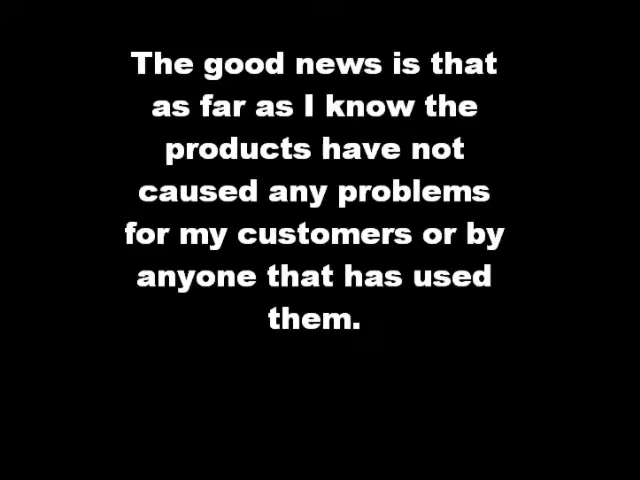 The good news is that
as far as I know the
products have not
caused any problems
for my customers or by
anyone that has used
them.